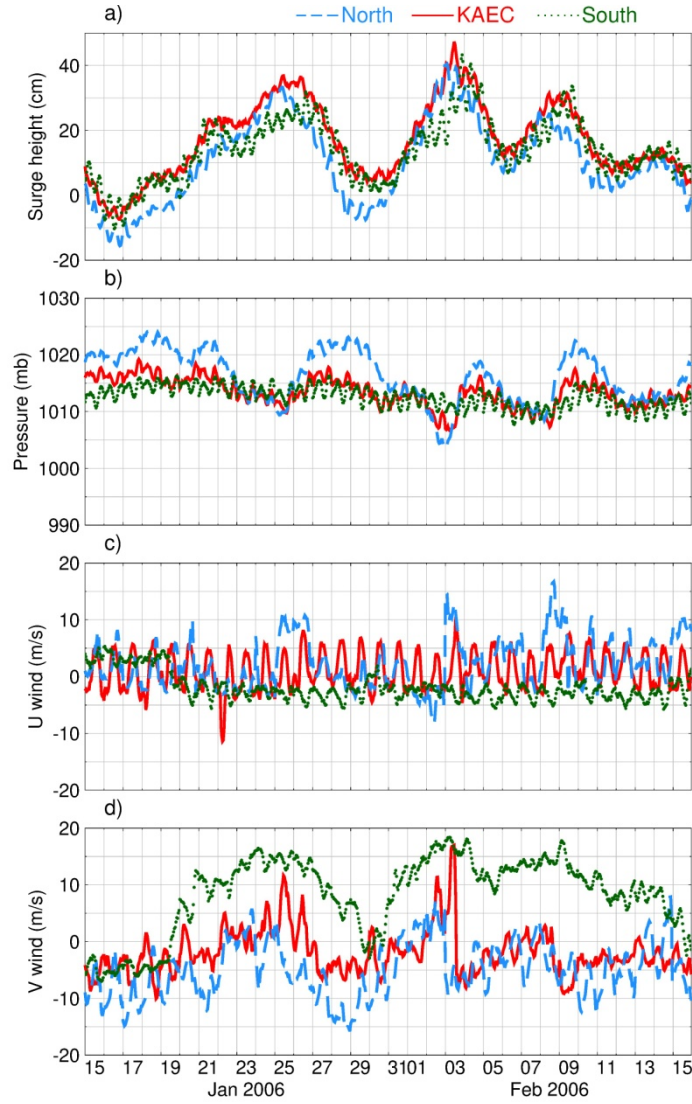 North KAEC South
a)
Surge height (cm)
40
20
0
-20
b)
Pressure (mb)
1030
1020
1010
1000
990
c)
U wind (m/s)
20
10
0
-10
-20
d)
V wind (m/s)
20
10
0
-10
-20
15 17 19 21 23 25 27 29 3101 03 05 07 09 11 13 15
Jan 2006 Feb 2006